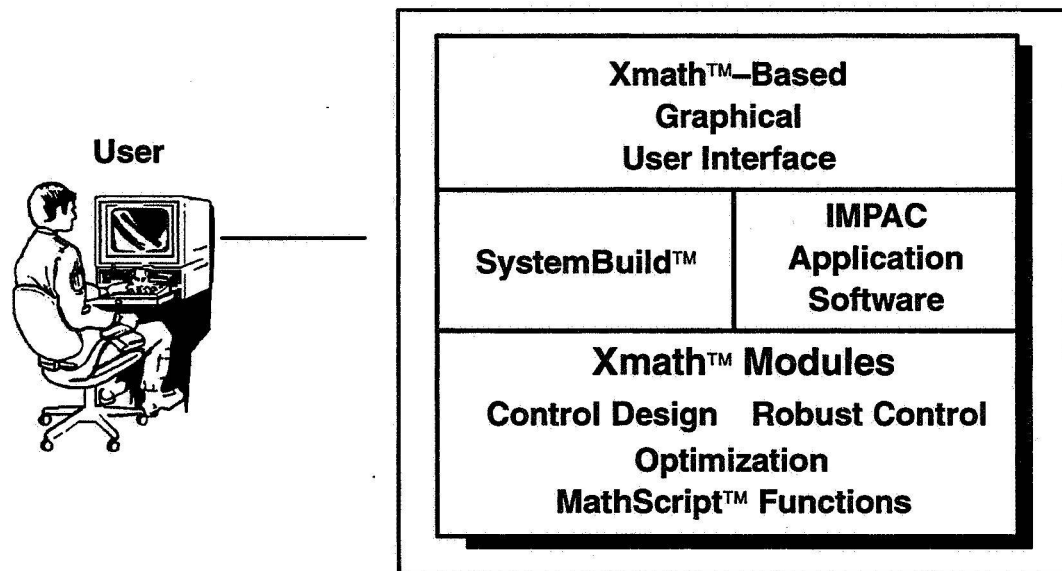 User
Xmath™–Based
Graphical
User Interface
SystemBuild™
IMPAC
Application
Software
Xmath™ Modules
Control Design Robust Control
Optimization
MathScript™ Functions